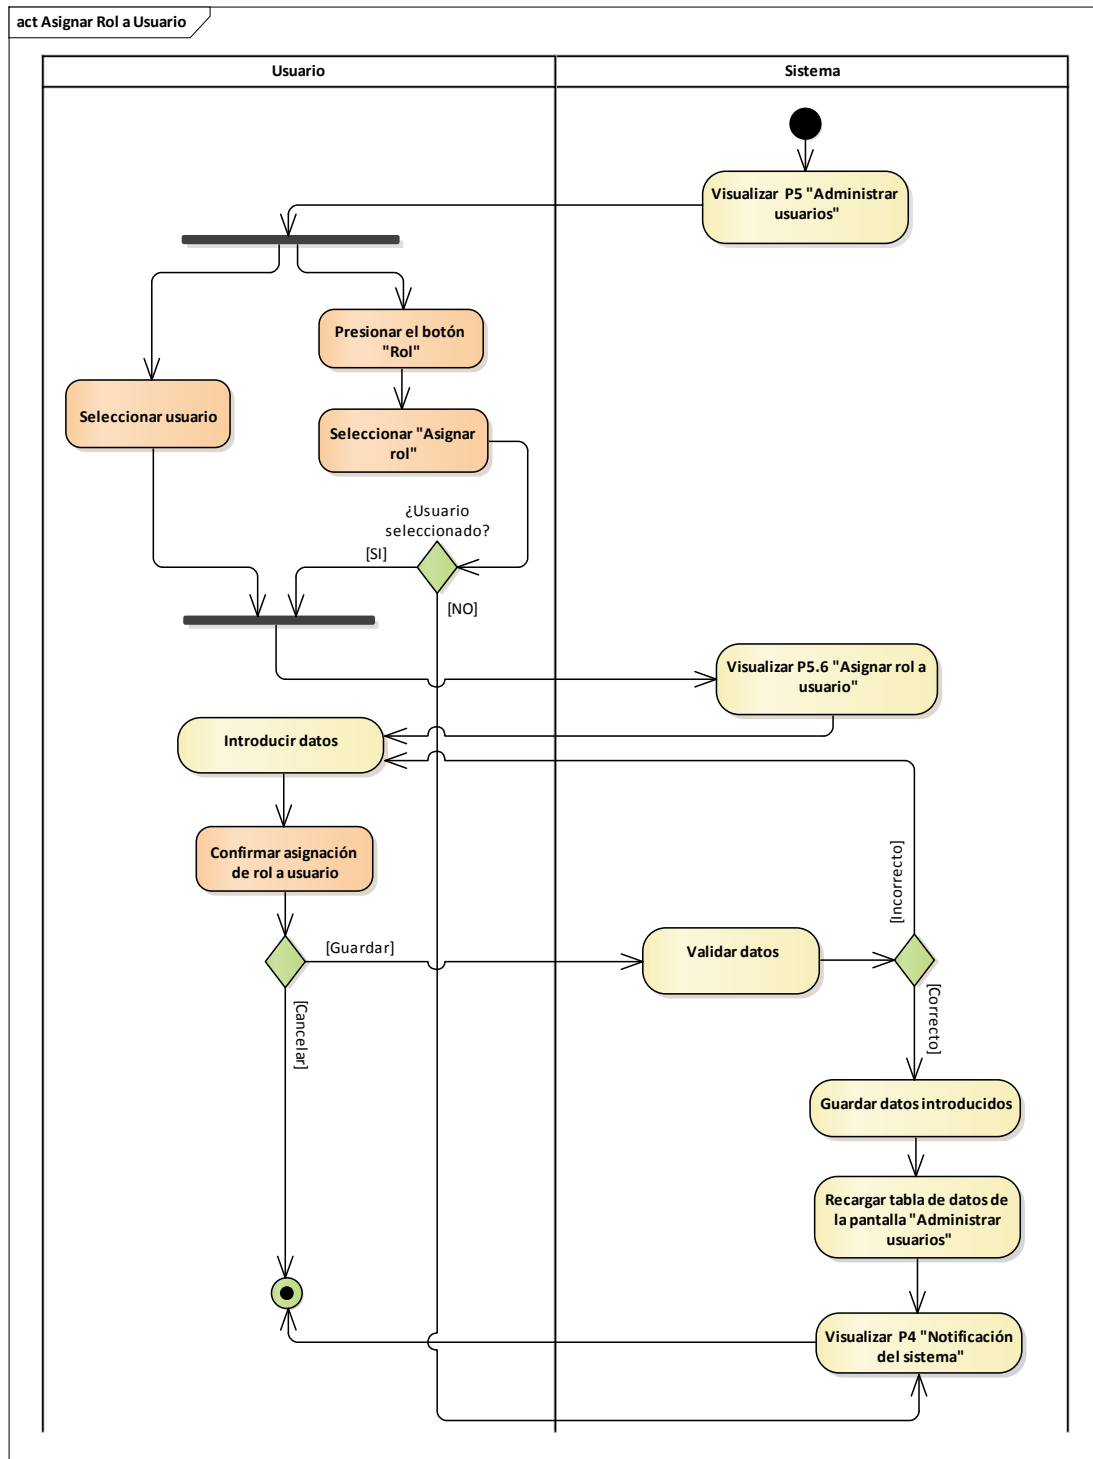 act Asignar Rol a Usuario
Usuario
Sistema
Visualizar P5 "Administrar
usuarios"
Presionar el botón
"Rol"
Seleccionar usuario
Seleccionar "Asignar
rol"
¿Usuario
seleccionado?
[SI]
[NO]
Visualizar P5.6 "Asignar rol a
usuario"
Introducir datos
Confirmar asignación
de rol a usuario
[Incorrecto]
[Guardar]
Validar datos
[Cancelar]
[Correcto]
Guardar datos introducidos
Recargar tabla de datos de
la pantalla "Administrar
usuarios"
Visualizar P4 "Notificación
del sistema"